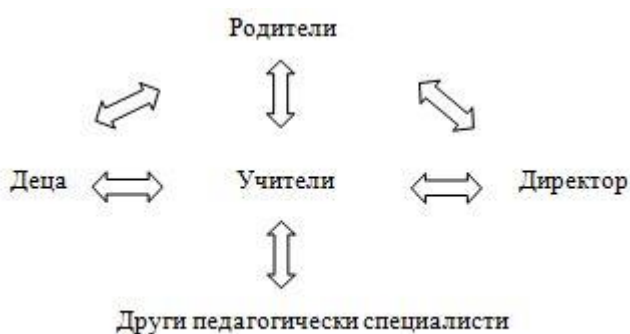 Родители
Деца Учители Директор
Други педагогически специалисти